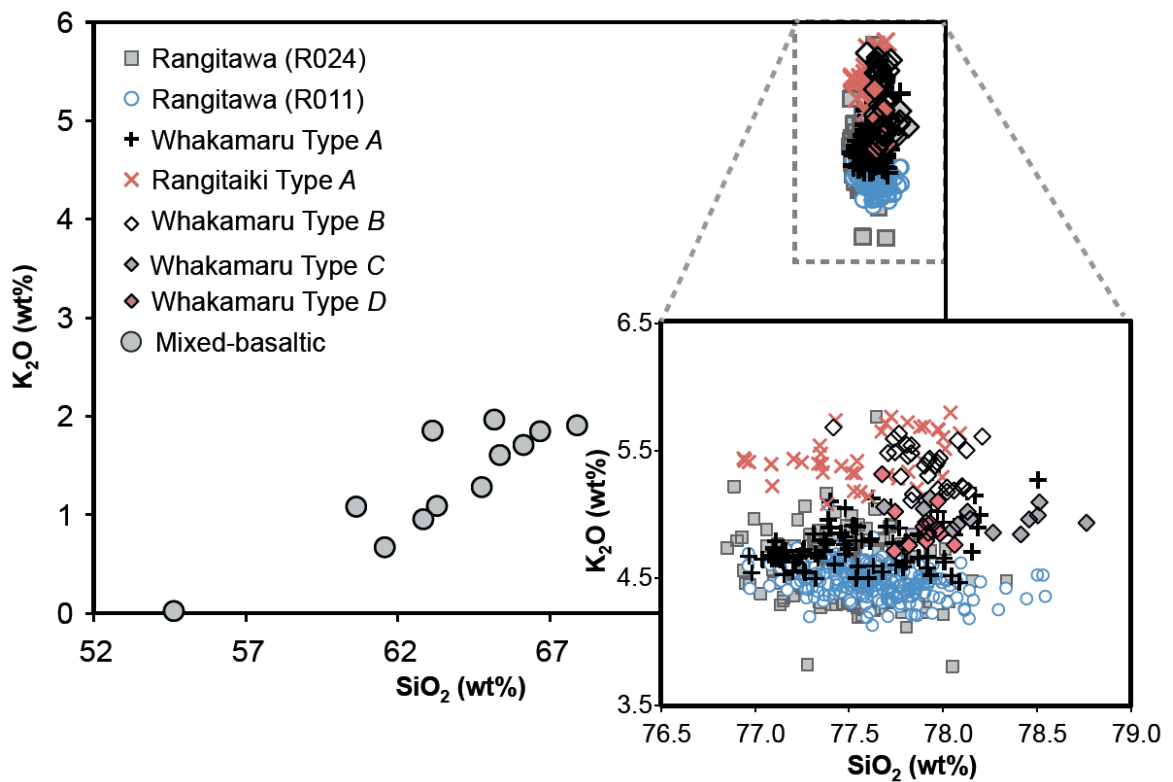 6
5
4
3
2
1
0
K₂O (wt%)
Rangitawa (R024)
Rangitawa (R011)
Whakamaru Type A
Rangitaiki Type A
Whakamaru Type B
Whakamaru Type C
Whakamaru Type D
Mixed-basaltic
52 57 62 67
SiO₂ (wt%)
6.5
5.5
4.5
3.5
K₂O (wt%)
76.5 77.0 77.5 78.0 78.5 79.0
SiO₂ (wt%)